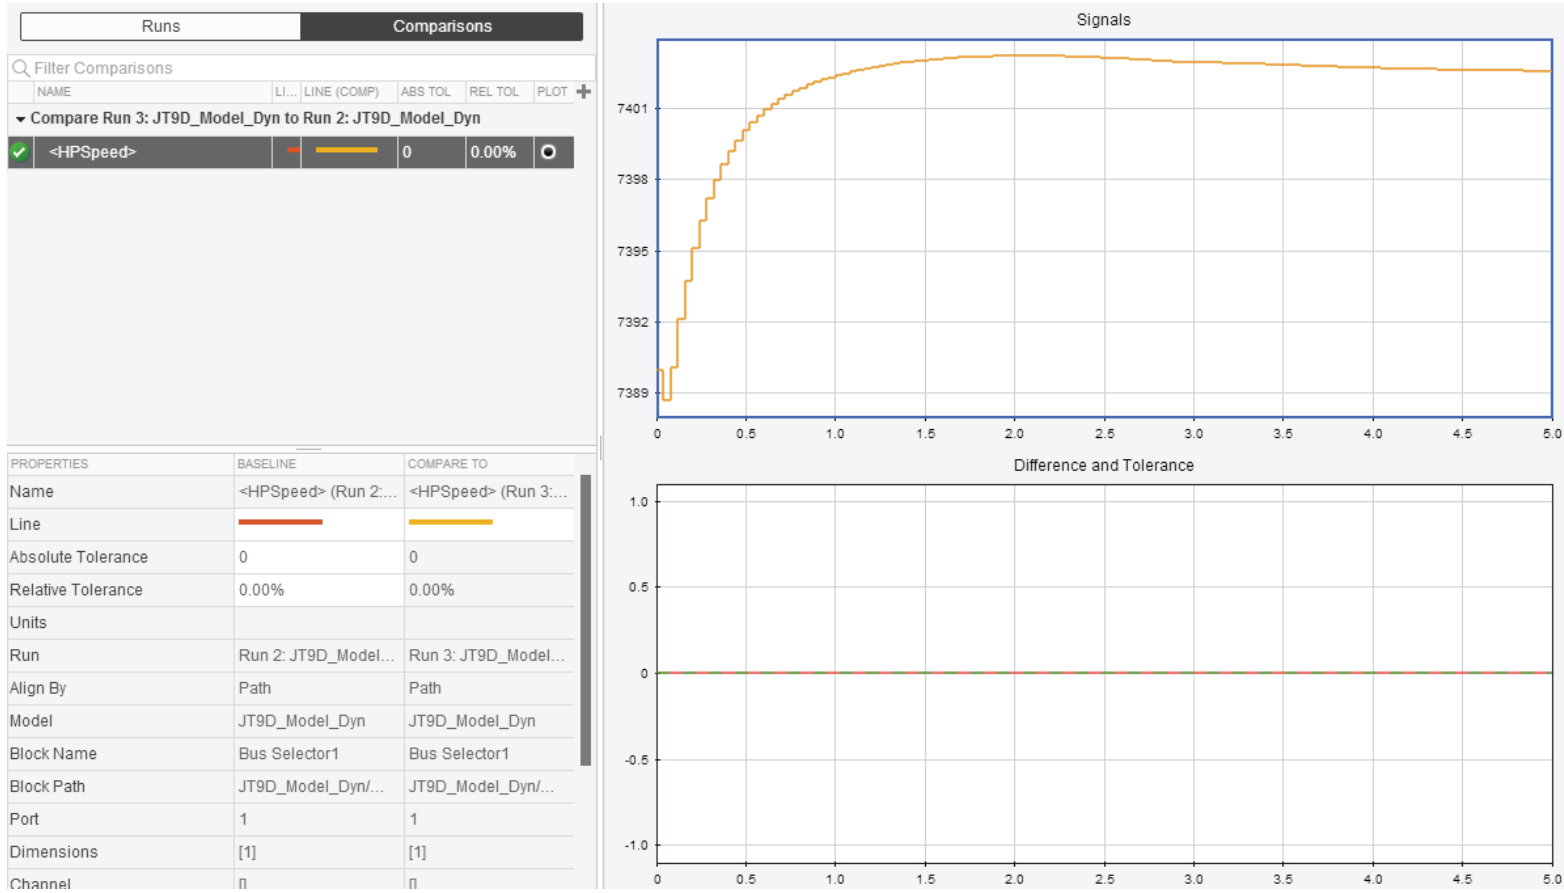 Runs Comparisons
Filter Comparisons
NAME LI... LINE (COMP) ABS TOL REL TOL PLOT
Compare Run 3: JT9D_Model_Dyn to Run 2: JT9D_Model_Dyn
<HPSpeed> 0 0.00%
PROPERTIES BASELINE COMPARE TO
Name <HPSpeed> (Run 2:... <HPSpeed> (Run 3:...
Line
Absolute Tolerance 0 0
Relative Tolerance 0.00% 0.00%
Units
Run Run 2: JT9D_Model... Run 3: JT9D_Model...
Align By Path Path
Model JT9D_Model_Dyn JT9D_Model_Dyn
Block Name Bus Selector1 Bus Selector1
Block Path JT9D_Model_Dyn/... JT9D_Model_Dyn/...
Port 1 1
Dimensions [1] [1]
Channel [] []
Signals
7401
7398
7395
7392
7389
0 0.5 1.0 1.5 2.0 2.5 3.0 3.5 4.0 4.5 5.0
Difference and Tolerance
1.0
0.5
0
-0.5
-1.0
0 0.5 1.0 1.5 2.0 2.5 3.0 3.5 4.0 4.5 5.0